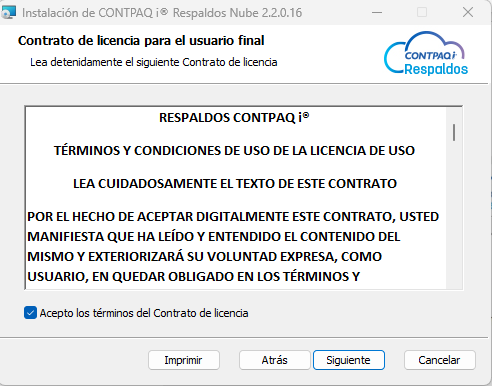 Instalación de CONTPAQ i® Respaldos Nube 2.2.0.16
Contrato de licencia para el usuario final
Lea detenidamente el siguiente Contrato de licencia
CONTPAQ i
Respaldos
RESPALDOS CONTPAQ i®
TÉRMINOS Y CONDICIONES DE USO DE LA LICENCIA DE USO
LEA CUIDADOSAMENTE EL TEXTO DE ESTE CONTRATO
POR EL HECHO DE ACEPTAR DIGITALMENTE ESTE CONTRATO, USTED
MANIFIESTA QUE HA LEÍDO Y ENTENDIDO EL CONTENIDO DEL
MISMO Y EXTERIORIZARÁ SU VOLUNTAD EXPRESA, COMO
USUARIO, EN QUEDAR OBLIGADO EN LOS TÉRMINOS Y
Acepto los términos del Contrato de licencia
Imprimir Atrás Siguiente Cancelar